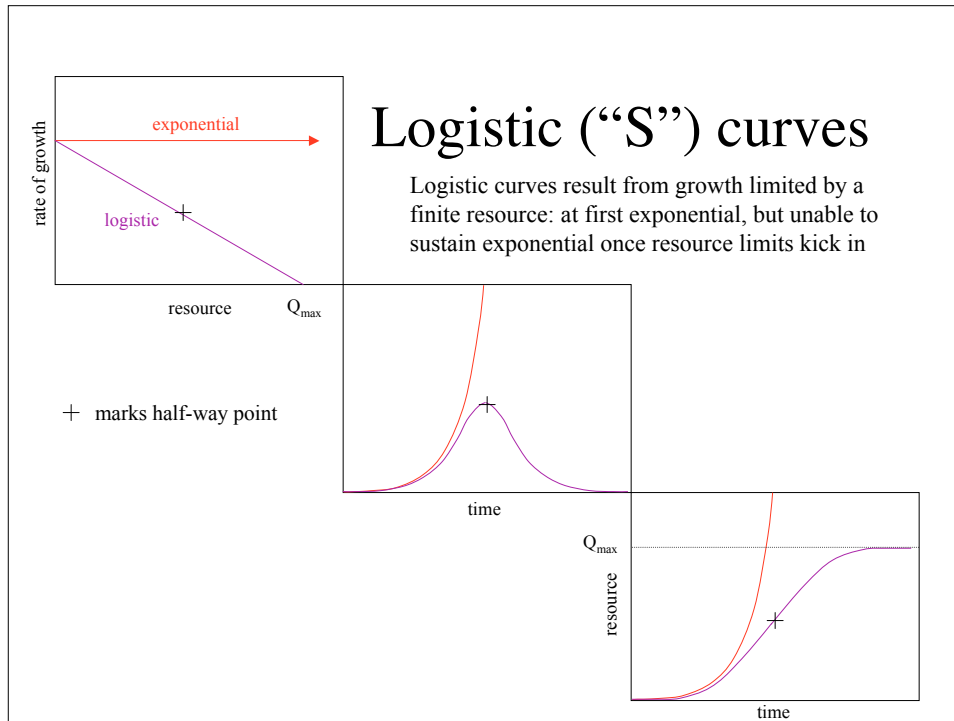 Logistic (“S”) curves
Logistic curves result from growth limited by a
finite resource: at first exponential, but unable to
sustain exponential once resource limits kick in
rate of growth
exponential
logistic
resource
Qmax
+ marks half-way point
time
Qmax
resource
time